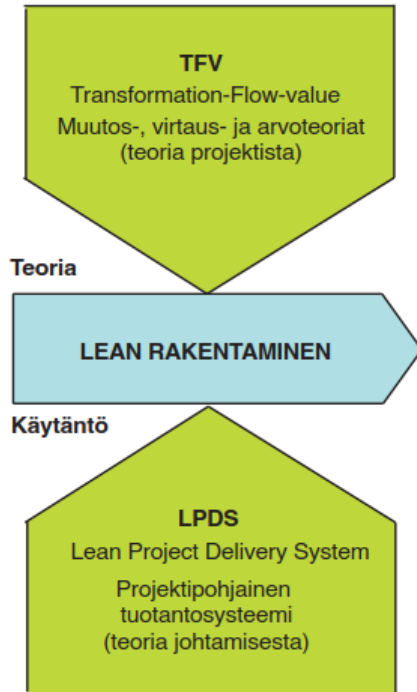 TFV
Transformation-Flow-value
Muutos-, virtaus- ja arvoteoriat
(teoria projektista)
Teoria
LEAN RAKENTAMINEN
Käytäntö
LPDS
Lean Project Delivery System
Projektipohjainen
tuotantosysteemi
(teoria johtamisesta)